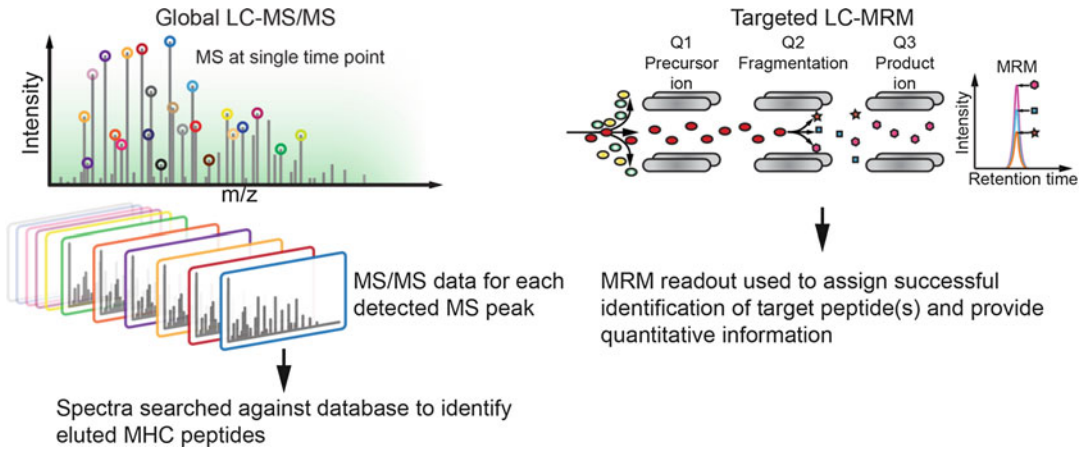 Global LC-MS/MS
MS at single time point
Intensity
m/z
MS/MS data for each
detected MS peak
Spectra searched against database to identify
eluted MHC peptides
Targeted LC-MRM
Q1
Precursor
ion
Q2
Fragmentation
Q3
Product
ion
MRM
Intensity
Retention time
MRM readout used to assign successful
identification of target peptide(s) and provide
quantitative information